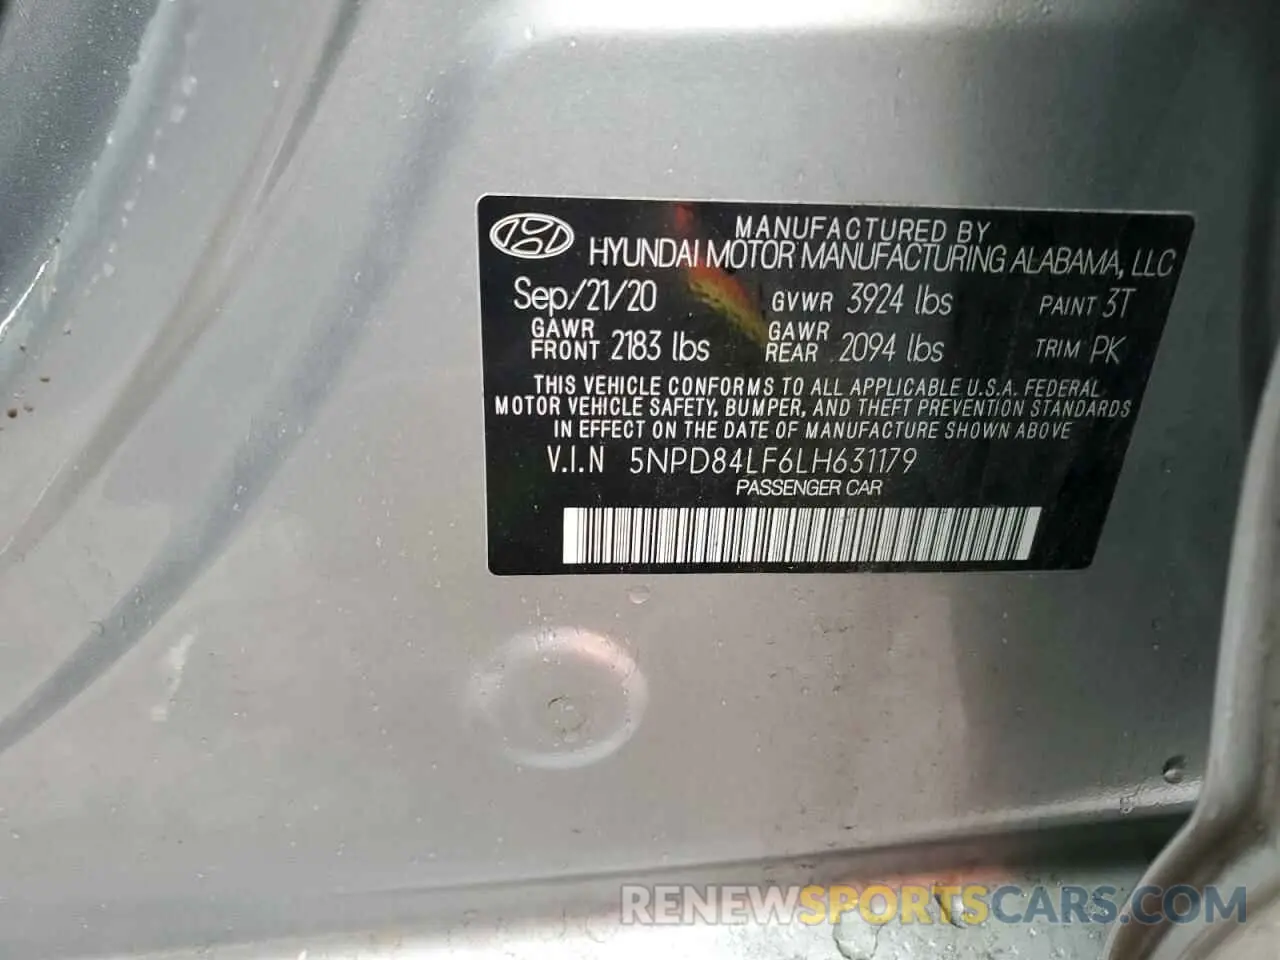 MANUFACTURED BY
HYUNDAI MOTOR MANUFACTURING ALABAMA, LLC
Sep/21/20 GVWR 3924 lbs PAINT 3T
GAWR FRONT 2183 lbs GAWR REAR 2094 lbs TRIM PK
THIS VEHICLE CONFORMS TO ALL APPLICABLE U.S.A. FEDERAL
MOTOR VEHICLE SAFETY, BUMPER, AND THEFT PREVENTION STANDARDS
IN EFFECT ON THE DATE OF MANUFACTURE SHOWN ABOVE
V.I.N 5NPD84LF6LH631179
PASSENGER CAR
RENEWSPORTSCARS.COM